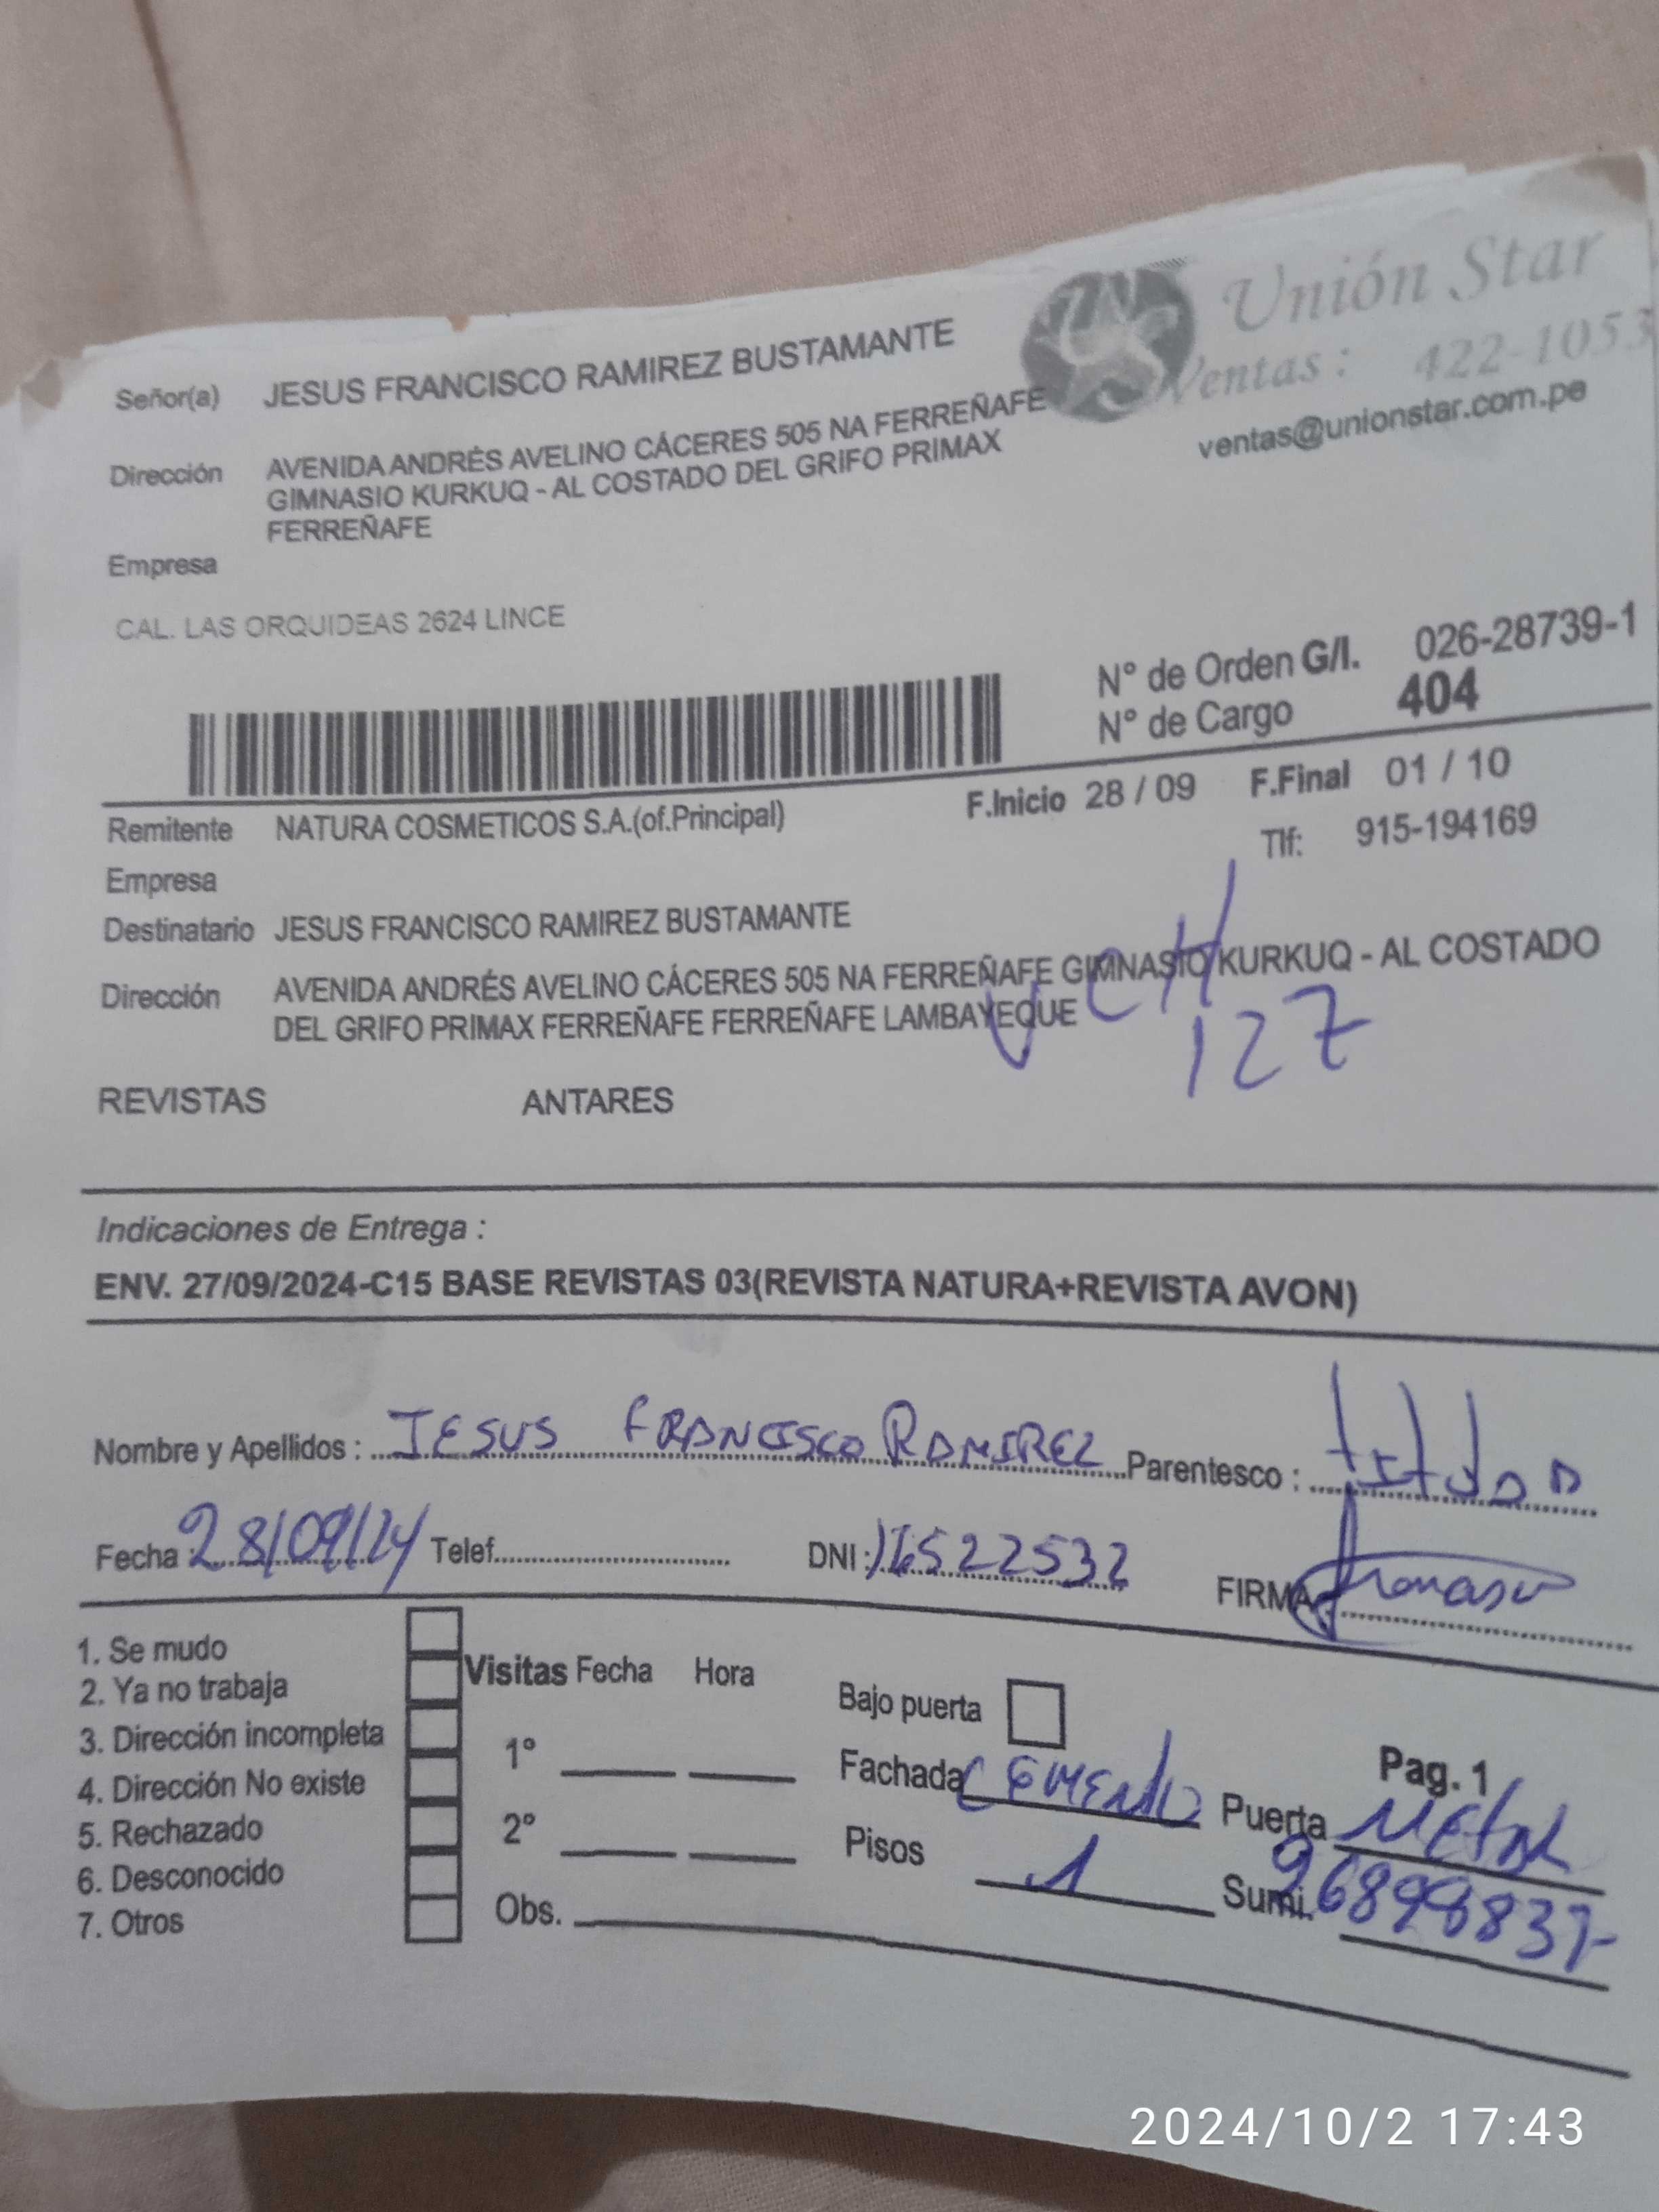 Unión Star
Ventas : 422-1053
ventas@unionstar.com.pe
Señor(a) JESUS FRANCISCO RAMIREZ BUSTAMANTE
Dirección AVENIDA ANDRÉS AVELINO CÁCERES 505 NA FERREÑAFE
GIMNASIO KURKUQ - AL COSTADO DEL GRIFO PRIMAX
FERREÑAFE
Empresa
CAL. LAS ORQUIDEAS 2624 LINCE
N° de Orden G/I. 026-28739-1
N° de Cargo 404
F.Inicio 28 / 09 F.Final 01 / 10
Remitente NATURA COSMETICOS S.A.(of.Principal)
Tlf: 915-194169
Empresa
Destinatario JESUS FRANCISCO RAMIREZ BUSTAMANTE
Dirección AVENIDA ANDRÉS AVELINO CÁCERES 505 NA FERREÑAFE GIMNASIO KURKUQ - AL COSTADO
DEL GRIFO PRIMAX FERREÑAFE FERREÑAFE LAMBAYEQUE
CH
127
REVISTAS ANTARES
Indicaciones de Entrega :
ENV. 27/09/2024-C15 BASE REVISTAS 03(REVISTA NATURA+REVISTA AVON)
Nombre y Apellidos : JESUS FRANCISCO RAMIREZ Parentesco :
Fecha 28/09/24 Telef. DNI : 16522532 FIRMA
1. Se mudo
2. Ya no trabaja
3. Dirección incompleta
4. Dirección No existe
5. Rechazado
6. Desconocido
7. Otros
Visitas Fecha Hora
1°
2°
Obs.
Bajo puerta
Pag. 1
Fachada CEMENTO Puerta METAL
Pisos 1 Sumi.
2024/10/2 17:43